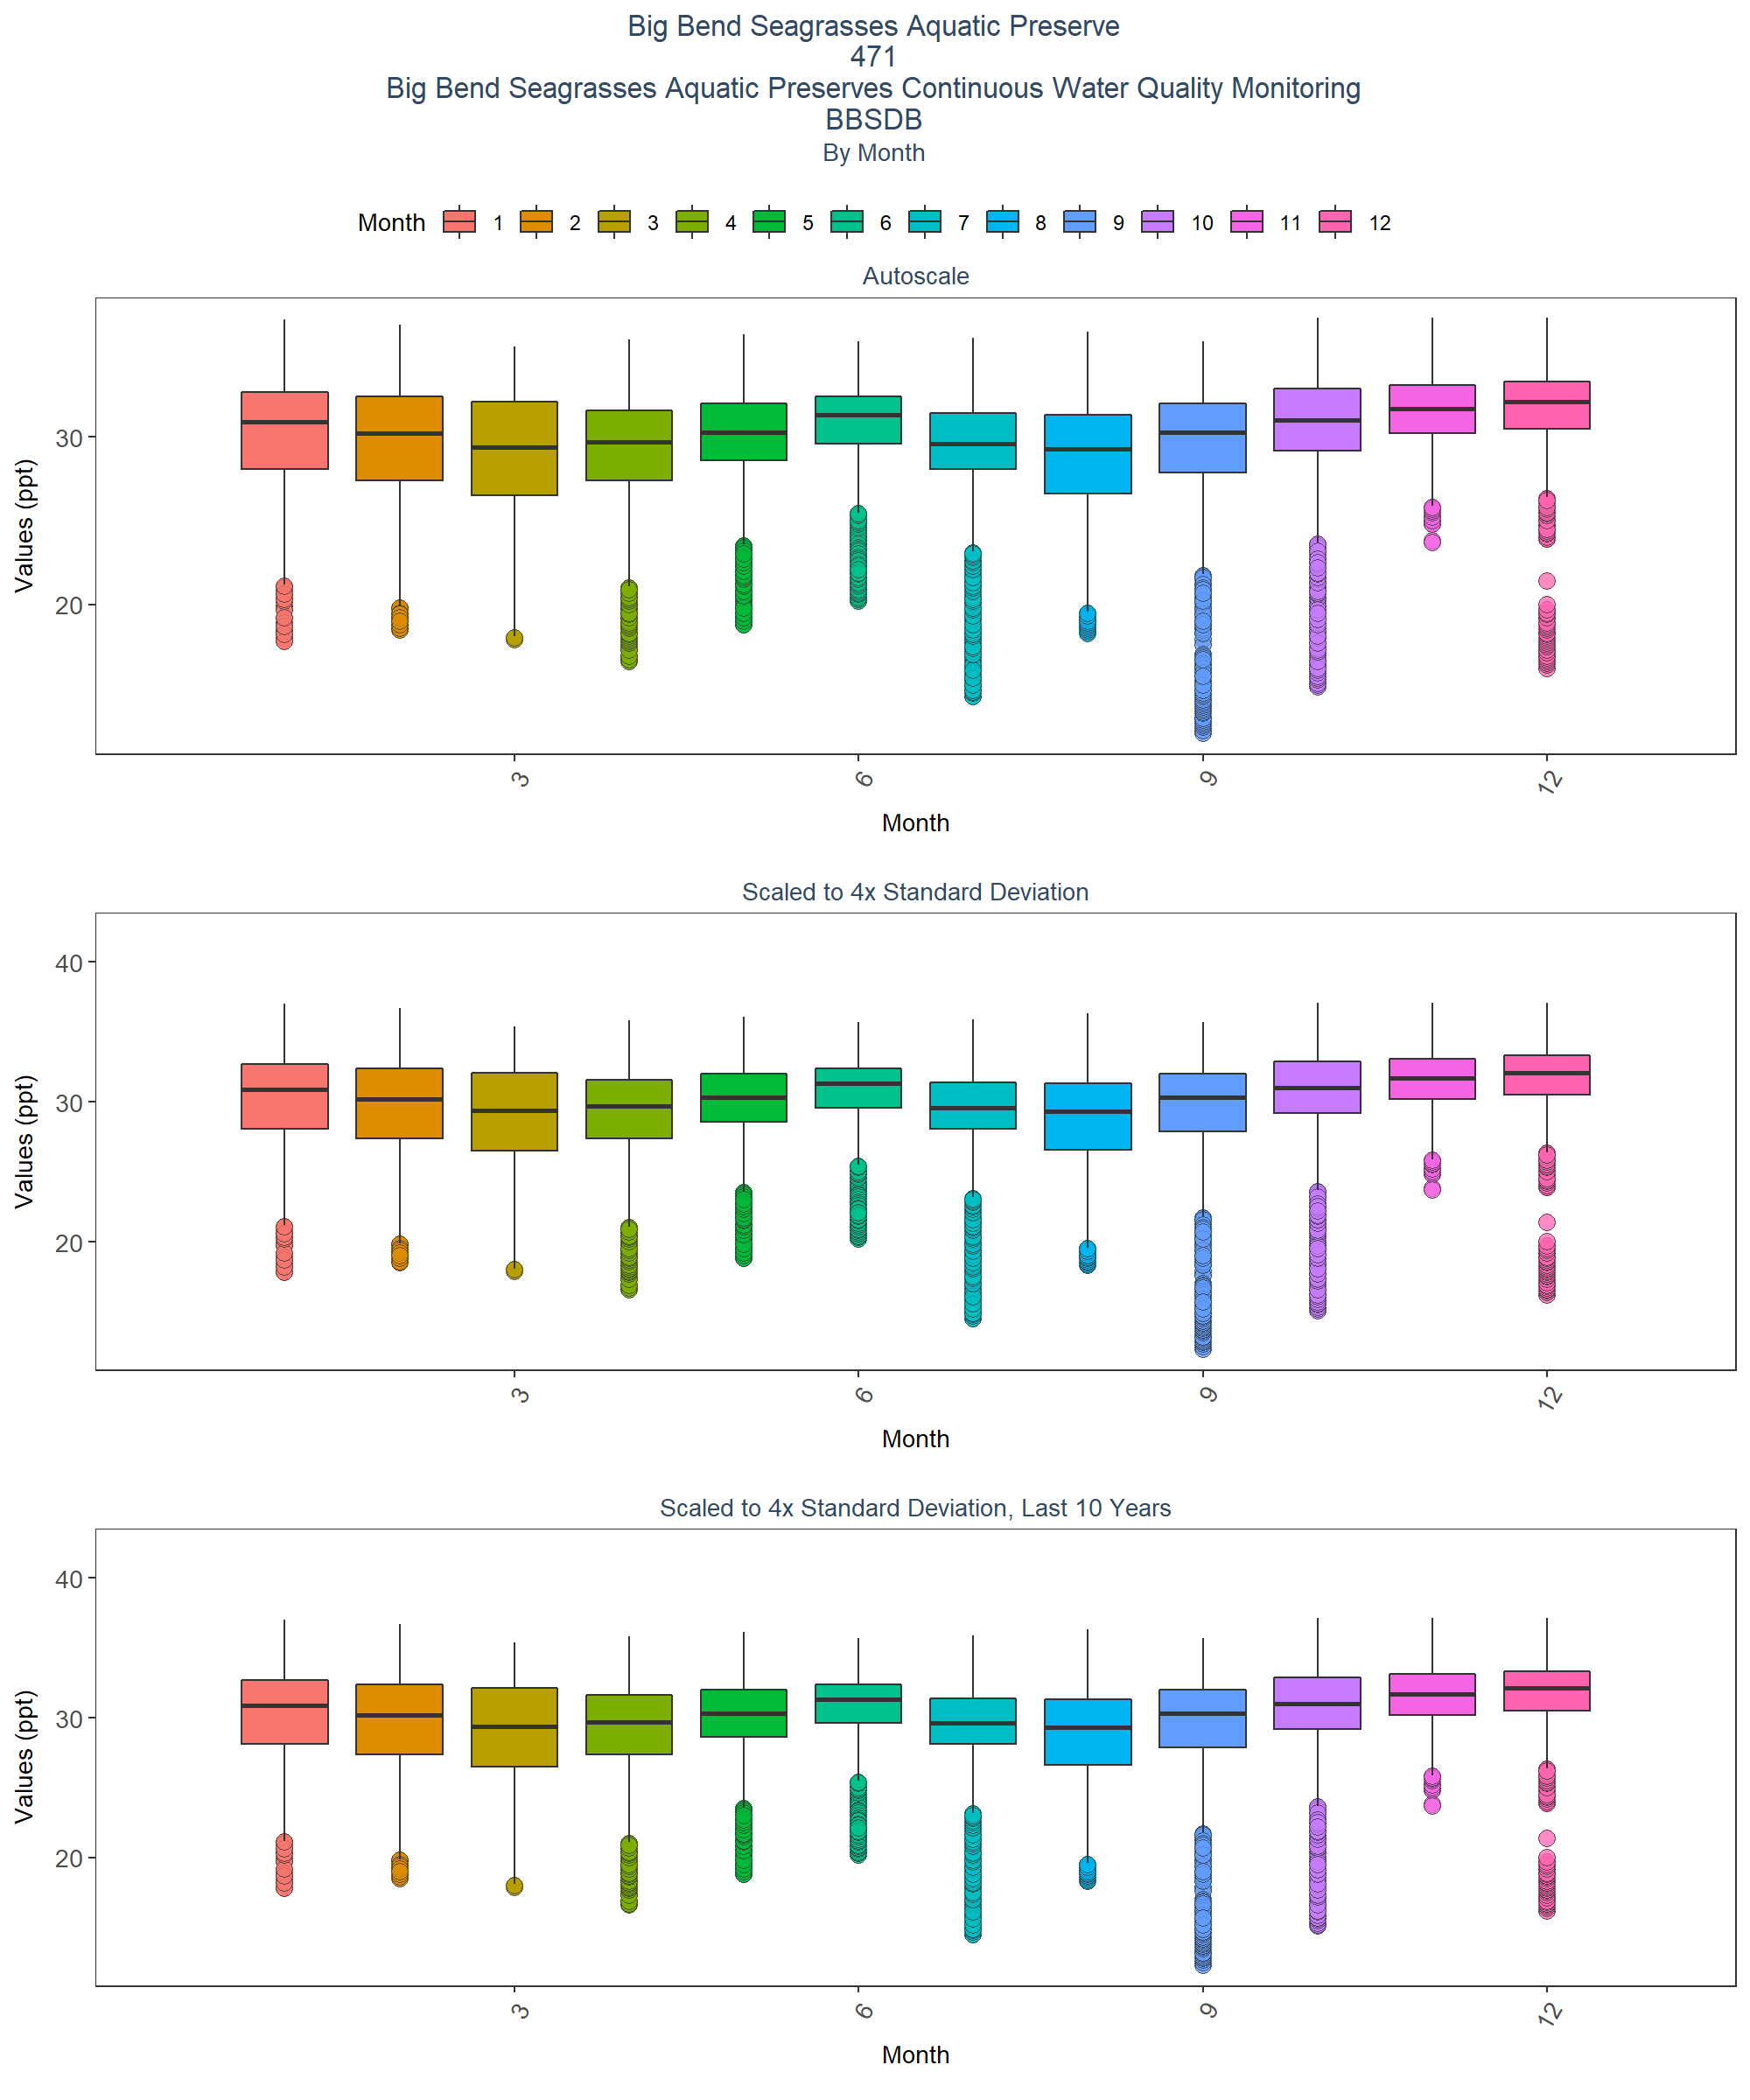 Big Bend Seagrasses Aquatic Preserve
471
Big Bend Seagrasses Aquatic Preserves Continuous Water Quality Monitoring
BBSDB
By Month
Month 1 2 3 4 5 6 7 8 9 10 11 12
Autoscale
Values (ppt)
30
20
3 6 9 12
Month
Scaled to 4x Standard Deviation
Values (ppt)
40
30
20
3 6 9 12
Month
Scaled to 4x Standard Deviation, Last 10 Years
Values (ppt)
40
30
20
3 6 9 12
Month